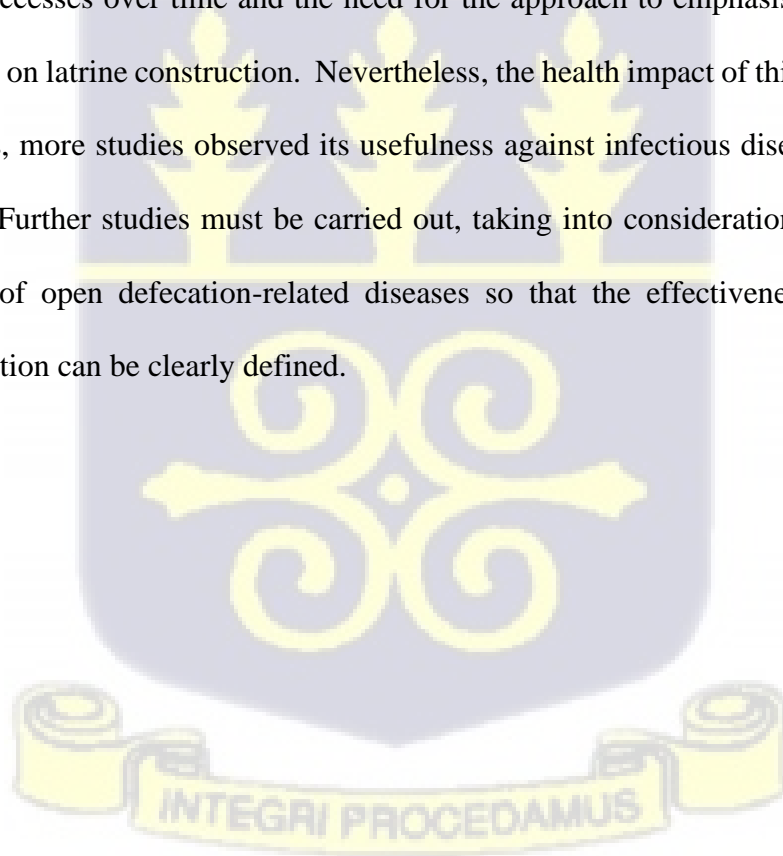 ccesses over time and the need for the approach to emphasis
on latrine construction. Nevertheless, the health impact of thi
, more studies observed its usefulness against infectious dise
Further studies must be carried out, taking into consideration
of open defecation-related diseases so that the effectivene
tion can be clearly defined.
INTEGRI PROCEDAMUS